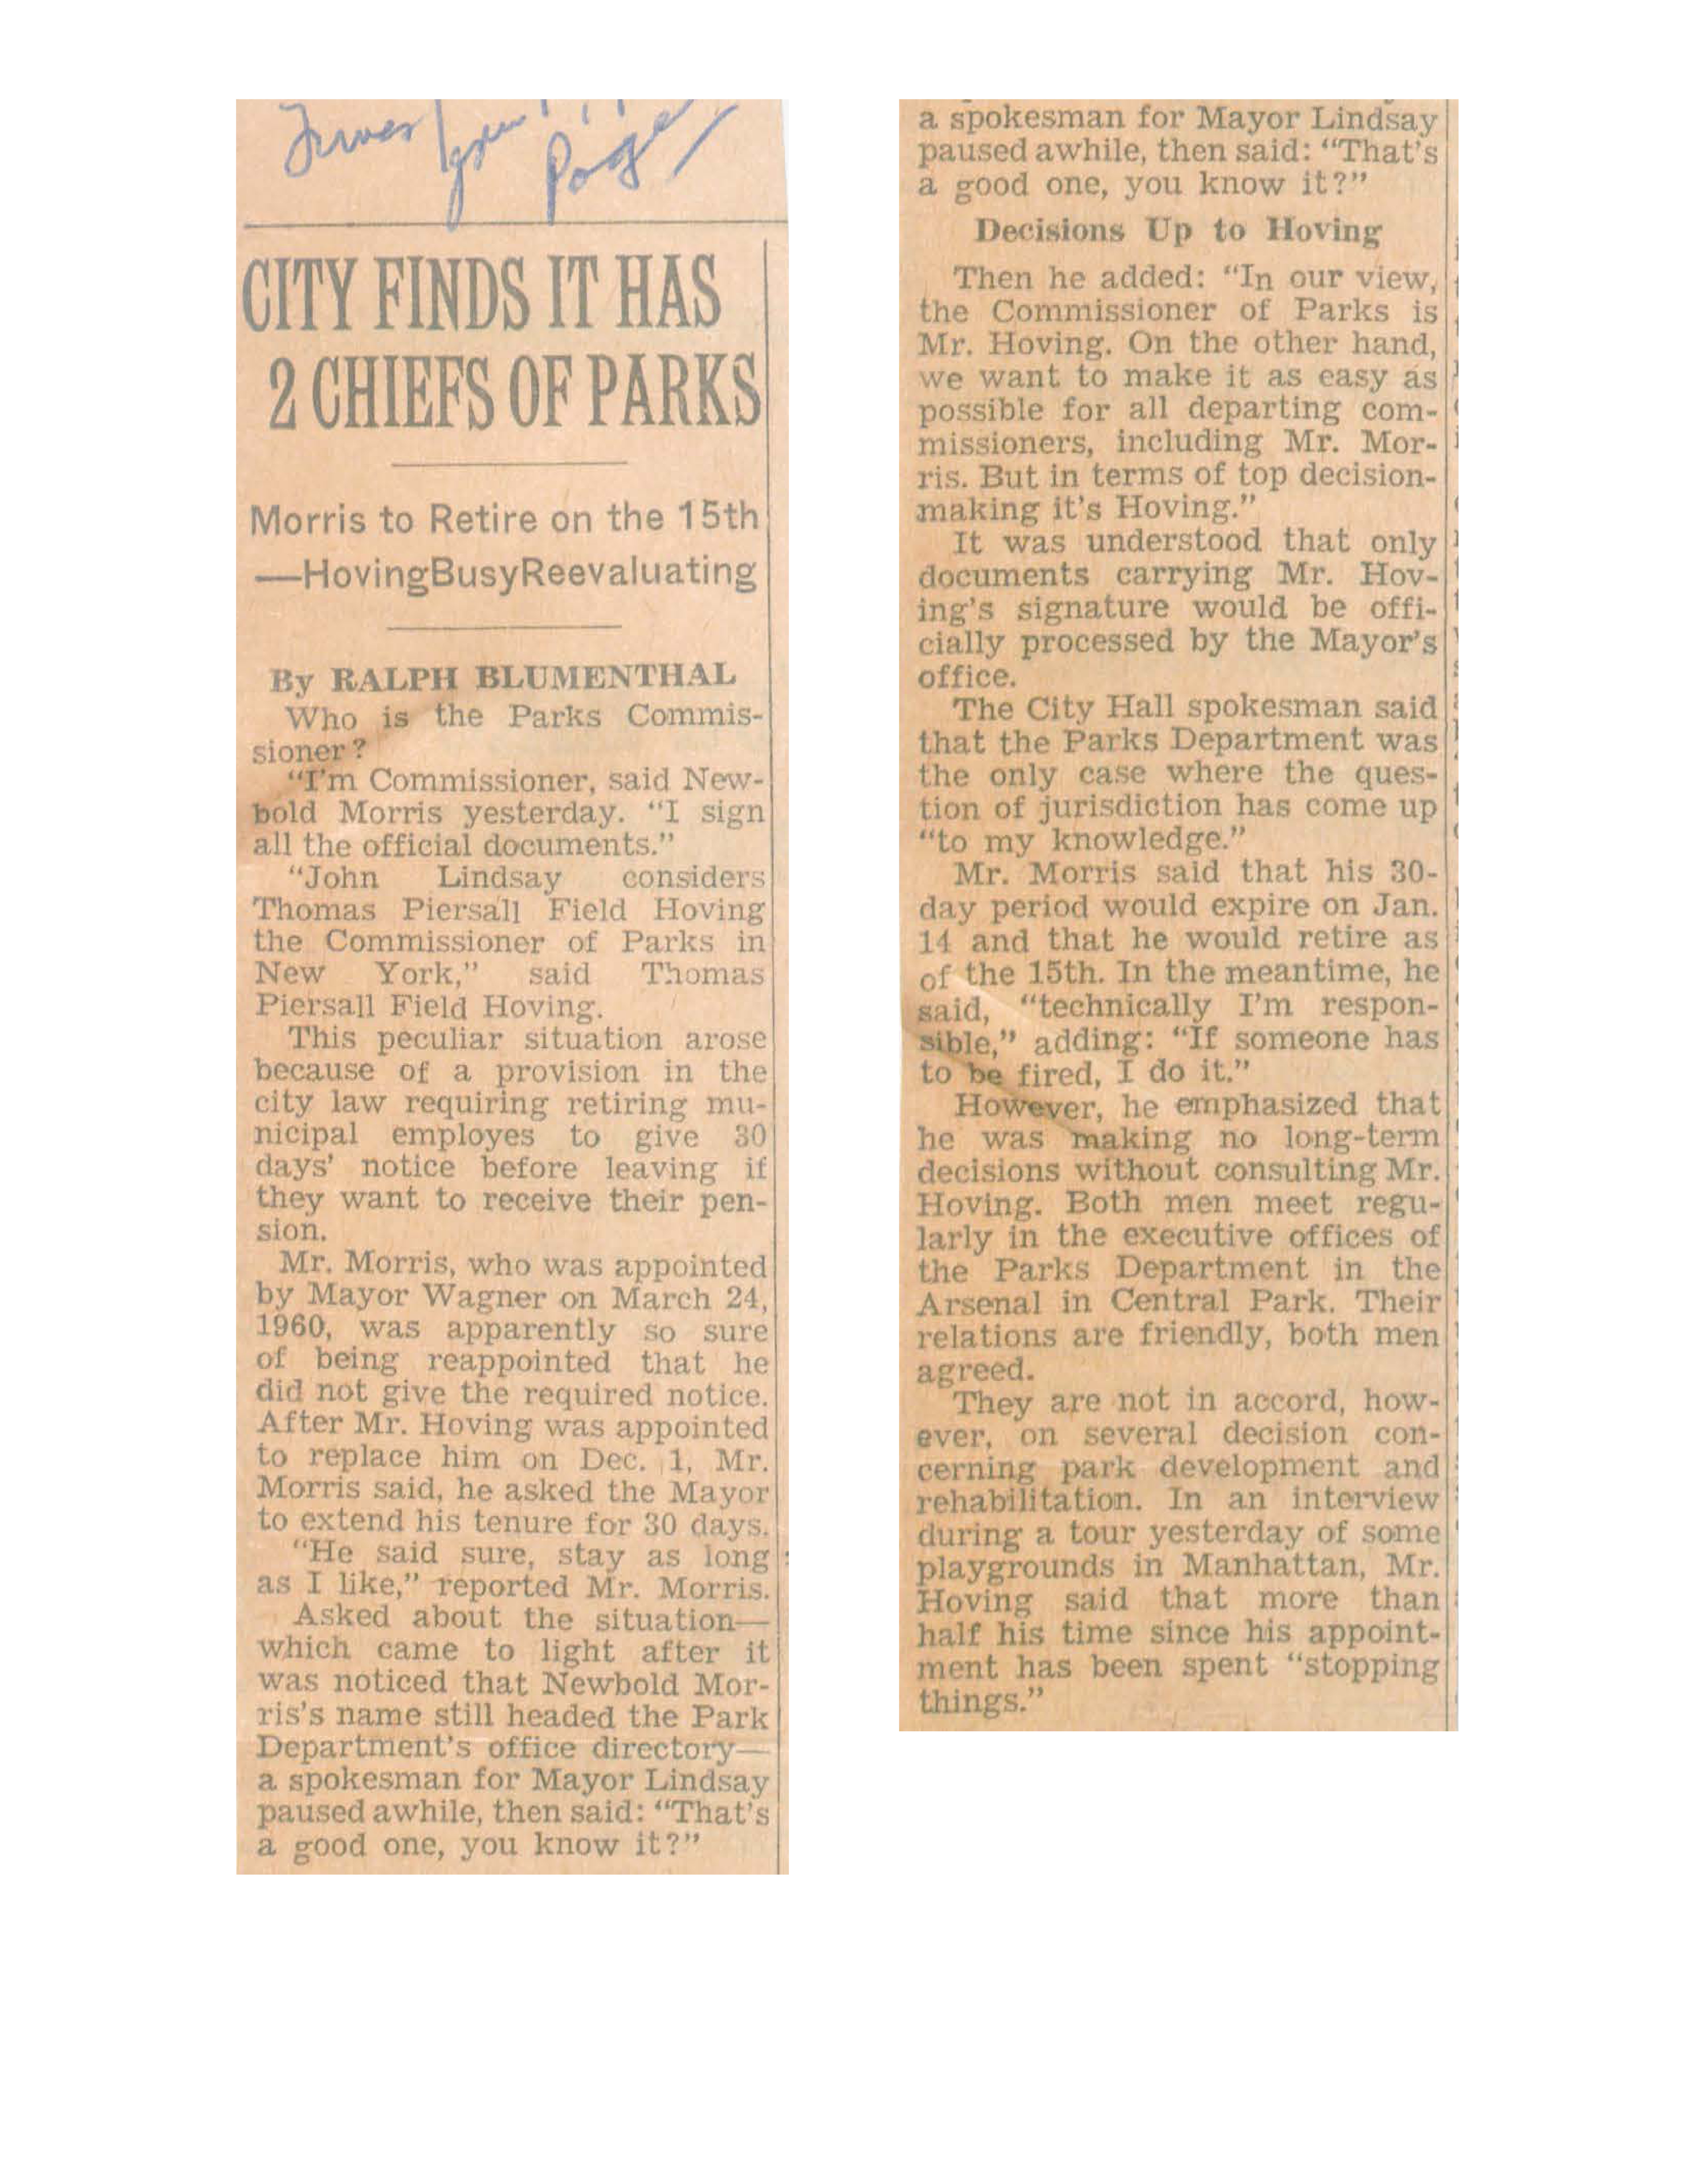 Times
Page
CITY FINDS IT HAS
2 CHIEFS OF PARKS
Morris to Retire on the 15th
—HovingBusyReevaluating
By RALPH BLUMENTHAL
Who is the Parks Commis-
sioner?
"I'm Commissioner, said New-
bold Morris yesterday. "I sign
all the official documents."
"John Lindsay considers
Thomas Piersall Field Hoving
the Commissioner of Parks in
New York," said Thomas
Piersall Field Hoving.
This peculiar situation arose
because of a provision in the
city law requiring retiring mu-
nicipal employes to give 30
days' notice before leaving if
they want to receive their pen-
sion.
Mr. Morris, who was appointed
by Mayor Wagner on March 24,
1960, was apparently so sure
of being reappointed that he
did not give the required notice.
After Mr. Hoving was appointed
to replace him on Dec. 1, Mr.
Morris said, he asked the Mayor
to extend his tenure for 30 days.
"He said sure, stay as long
as I like," reported Mr. Morris.
Asked about the situation—
which came to light after it
was noticed that Newbold Mor-
ris's name still headed the Park
Department's office directory—
a spokesman for Mayor Lindsay
paused awhile, then said: "That's
a good one, you know it?"
a spokesman for Mayor Lindsay
paused awhile, then said: "That's
a good one, you know it?"
Decisions Up to Hoving
Then he added: "In our view,
the Commissioner of Parks is
Mr. Hoving. On the other hand,
we want to make it as easy as
possible for all departing com-
missioners, including Mr. Mor-
ris. But in terms of top decision-
making it's Hoving."
It was understood that only
documents carrying Mr. Hov-
ing's signature would be offi-
cially processed by the Mayor's
office.
The City Hall spokesman said
that the Parks Department was
the only case where the ques-
tion of jurisdiction has come up
"to my knowledge."
Mr. Morris said that his 30-
day period would expire on Jan.
14 and that he would retire as
of the 15th. In the meantime, he
said, "technically I'm respon-
sible," adding: "If someone has
to be fired, I do it."
However, he emphasized that
he was making no long-term
decisions without consulting Mr.
Hoving. Both men meet regu-
larly in the executive offices of
the Parks Department in the
Arsenal in Central Park. Their
relations are friendly, both men
agreed.
They are not in accord, how-
ever, on several decision con-
cerning park development and
rehabilitation. In an interview
during a tour yesterday of some
playgrounds in Manhattan, Mr.
Hoving said that more than
half his time since his appoint-
ment has been spent "stopping
things."